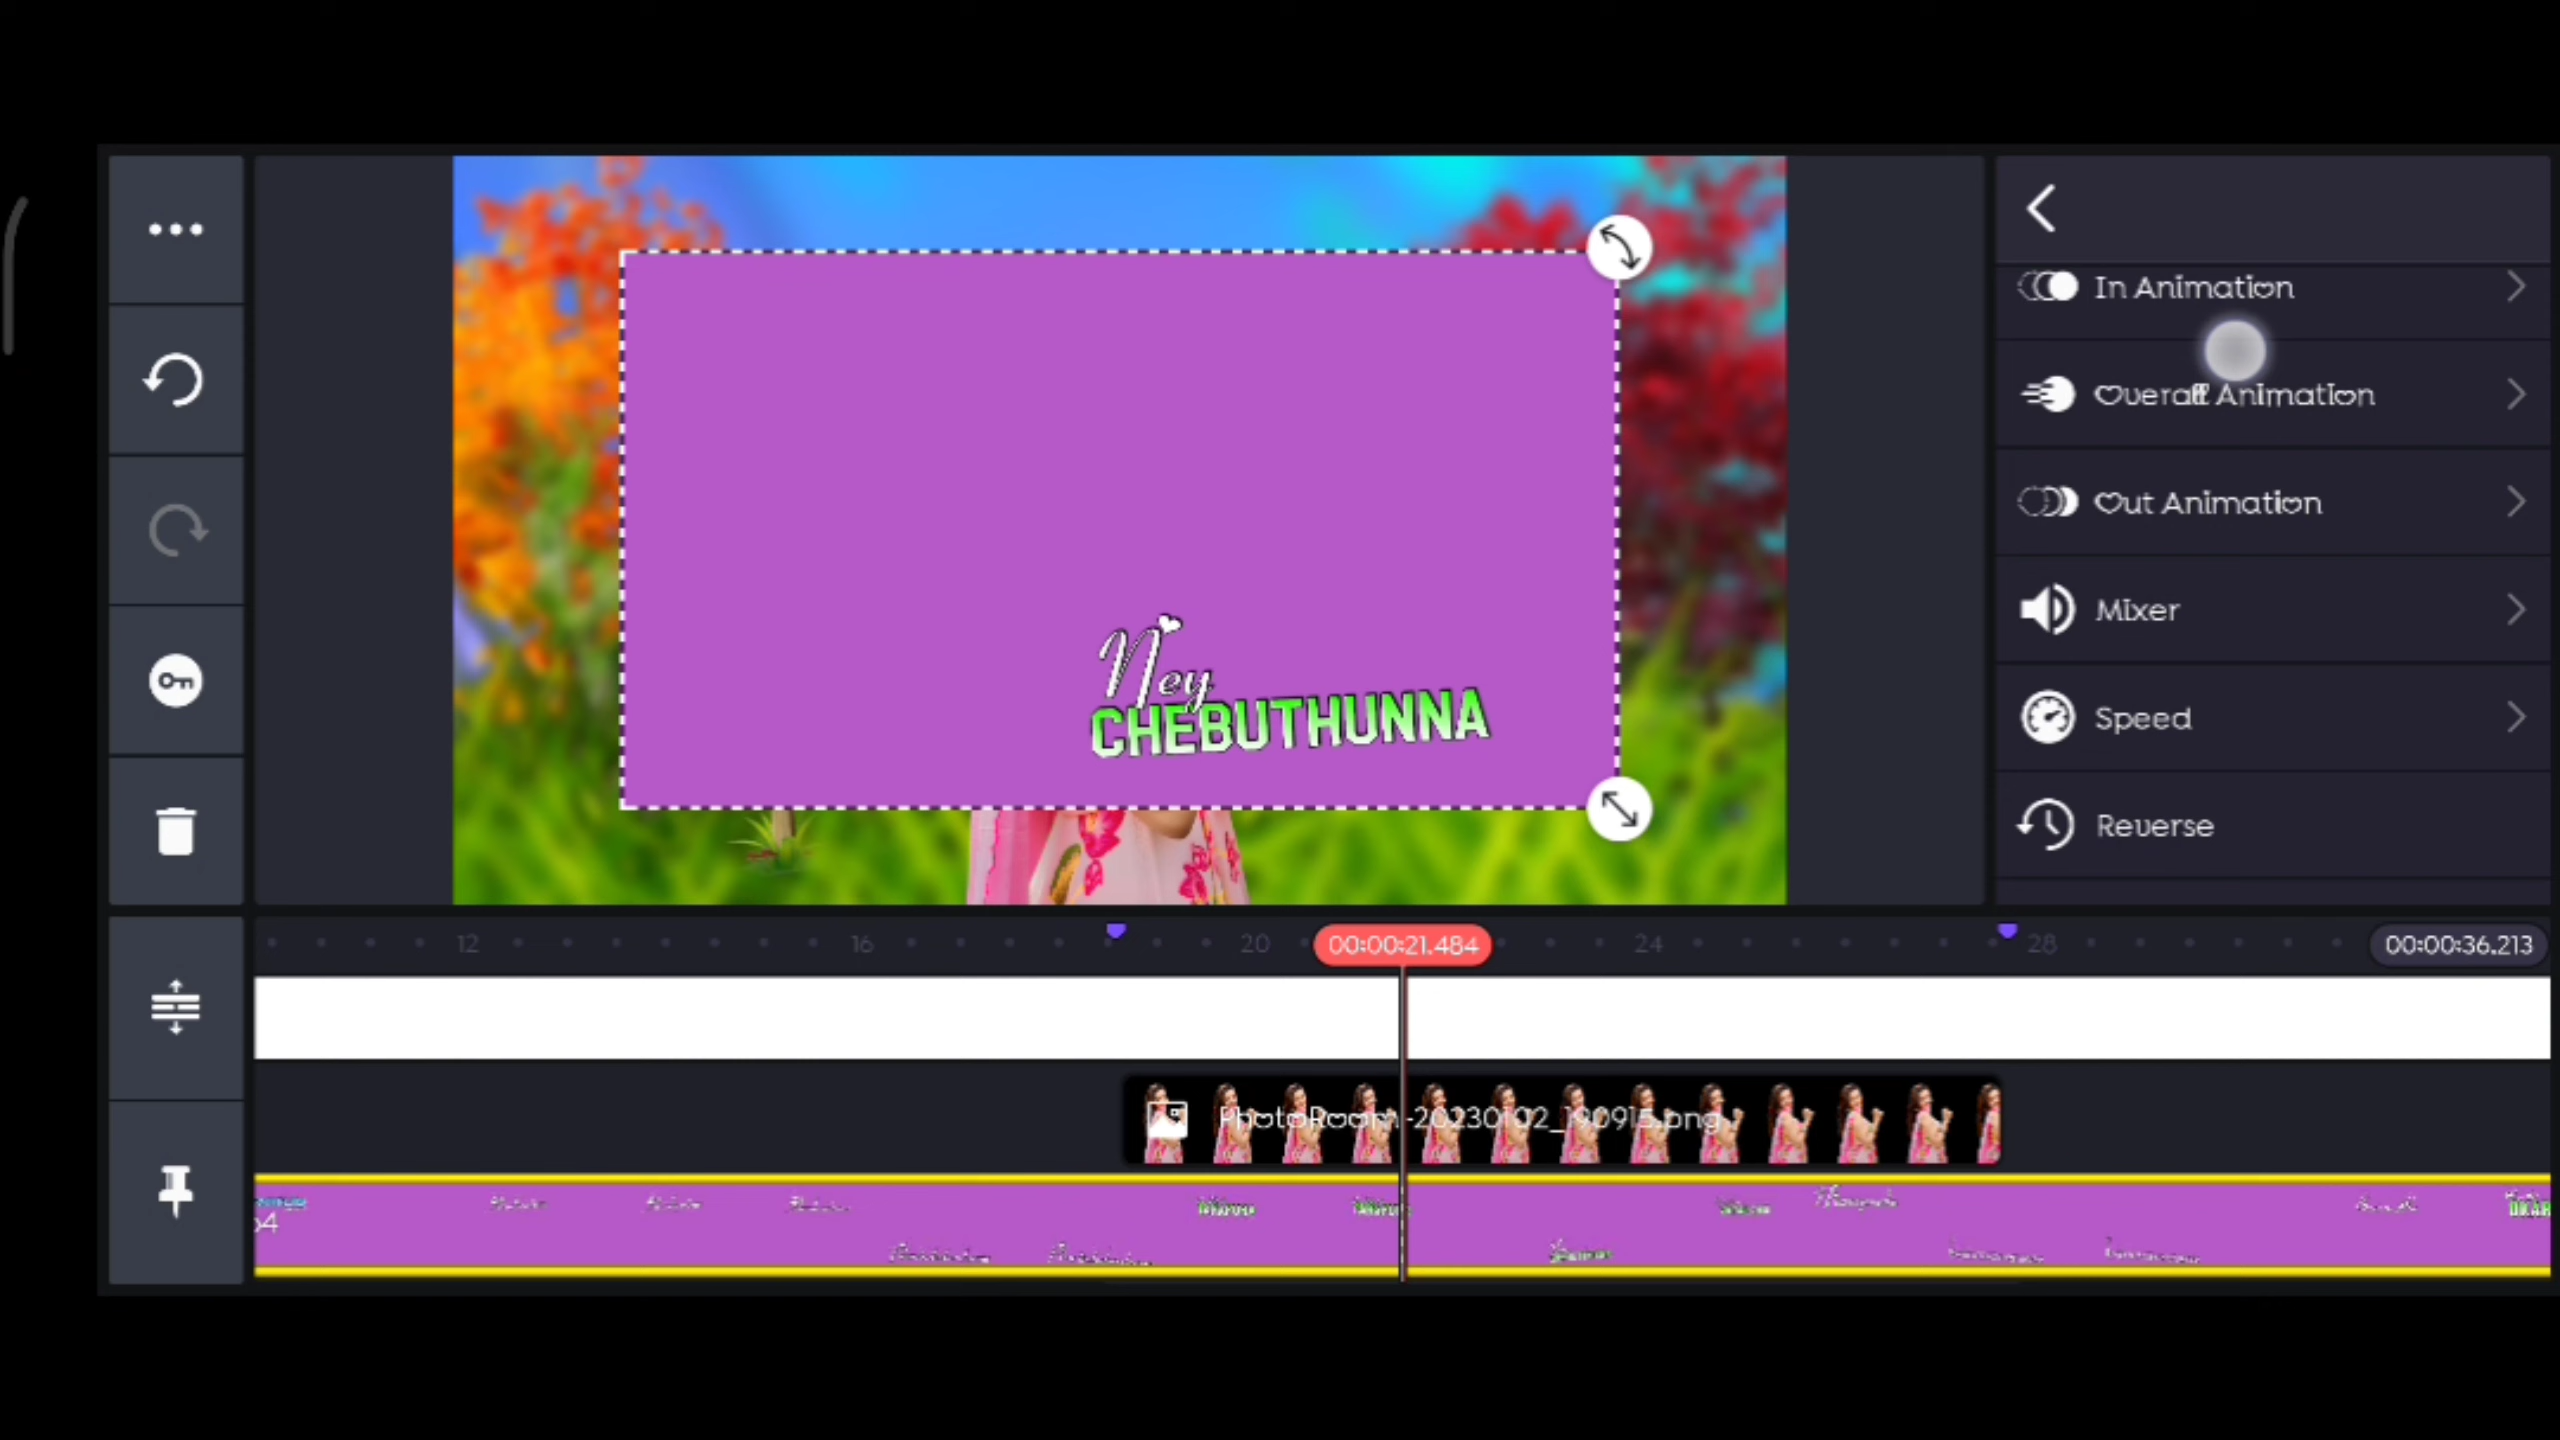 In Animation
Overall Animation
Out Animation
Mixer
Speed
Reverse
Ney
CHEBUTHUNNA
12
16
20
00:00:21.484
24
28
00:00:36.213
PhotoRoom-20230102_190915.png
p4